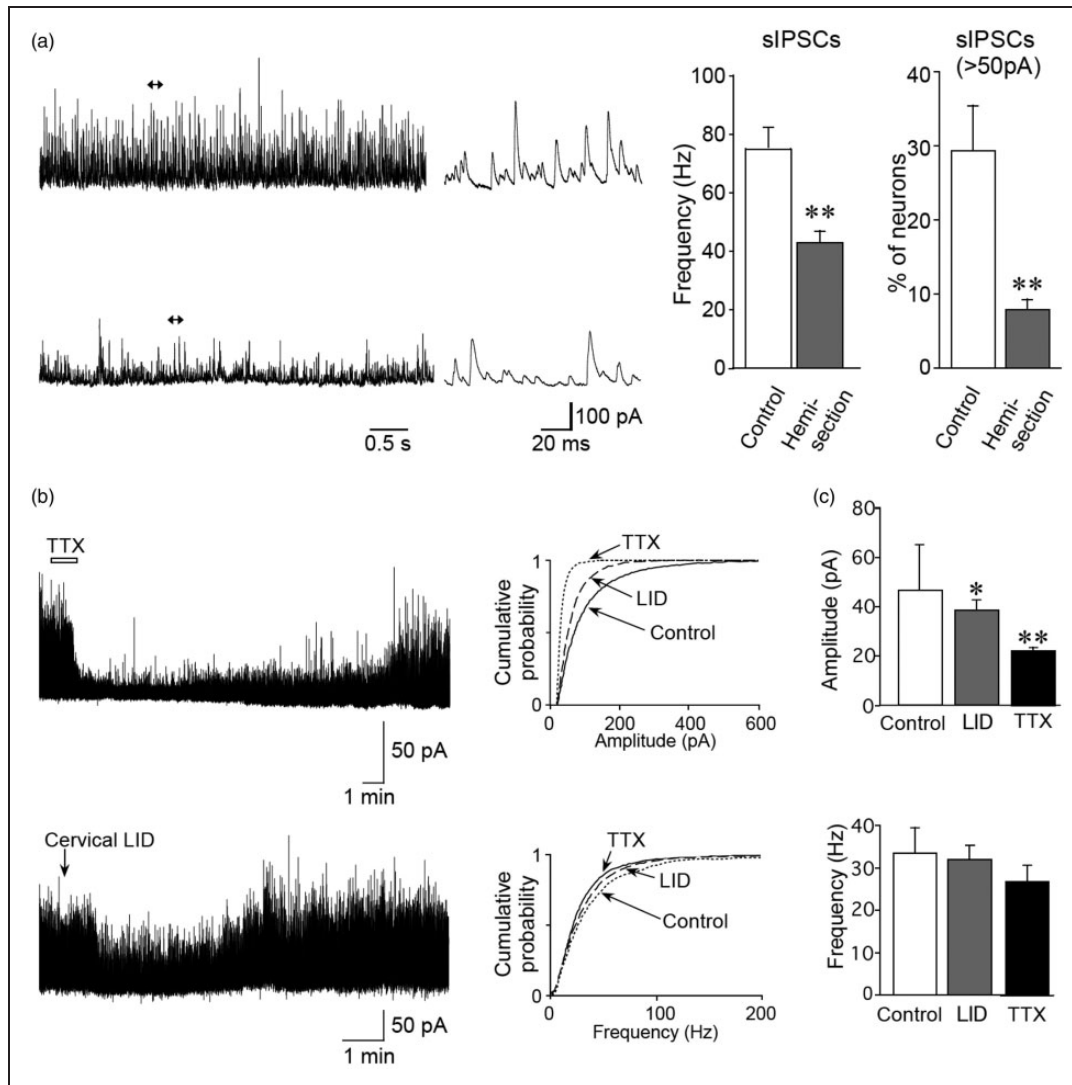 (a)
sIPSCs
sIPSCs
(>50pA)
Frequency (Hz)
100
80
60
40
20
0
**
Control
Hemi-
section
% of neurons
40
30
20
10
0
**
Control
Hemi-
section
0.5 s
20 ms
100 pA
(b)
TTX
50 pA
1 min
Cumulative
probability
1
0
TTX
LID
Control
0
200
400
600
Amplitude (pA)
(c)
Amplitude (pA)
80
60
40
20
0
*
**
Control
LID
TTX
Cervical LID
50 pA
1 min
Cumulative
probability
1
0
TTX
LID
Control
0
100
200
Frequency (Hz)
Frequency (Hz)
40
30
20
10
0
Control
LID
TTX